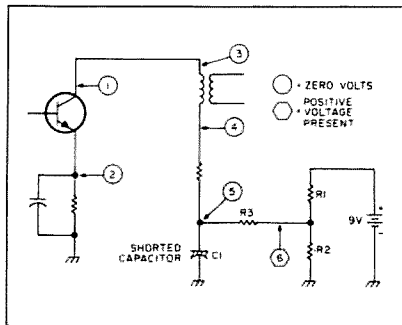 3
1
= ZERO VOLTS
= POSITIVE
VOLTAGE
PRESENT
4
2
R1
5
R3
9V
+
-
SHORTED
CAPACITOR
C1
6
R2